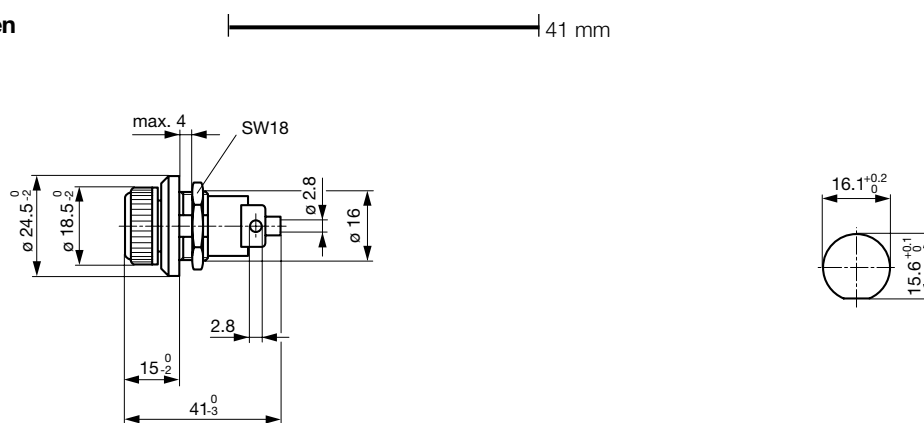 en
41 mm
max. 4
SW18
ø 24.5 0 -2
ø 18.5 0 -2
ø 2.8
ø 16
2.8
15 0 -2
41 0 -3
16.1 +0.2 0
15.6 +0.1 0